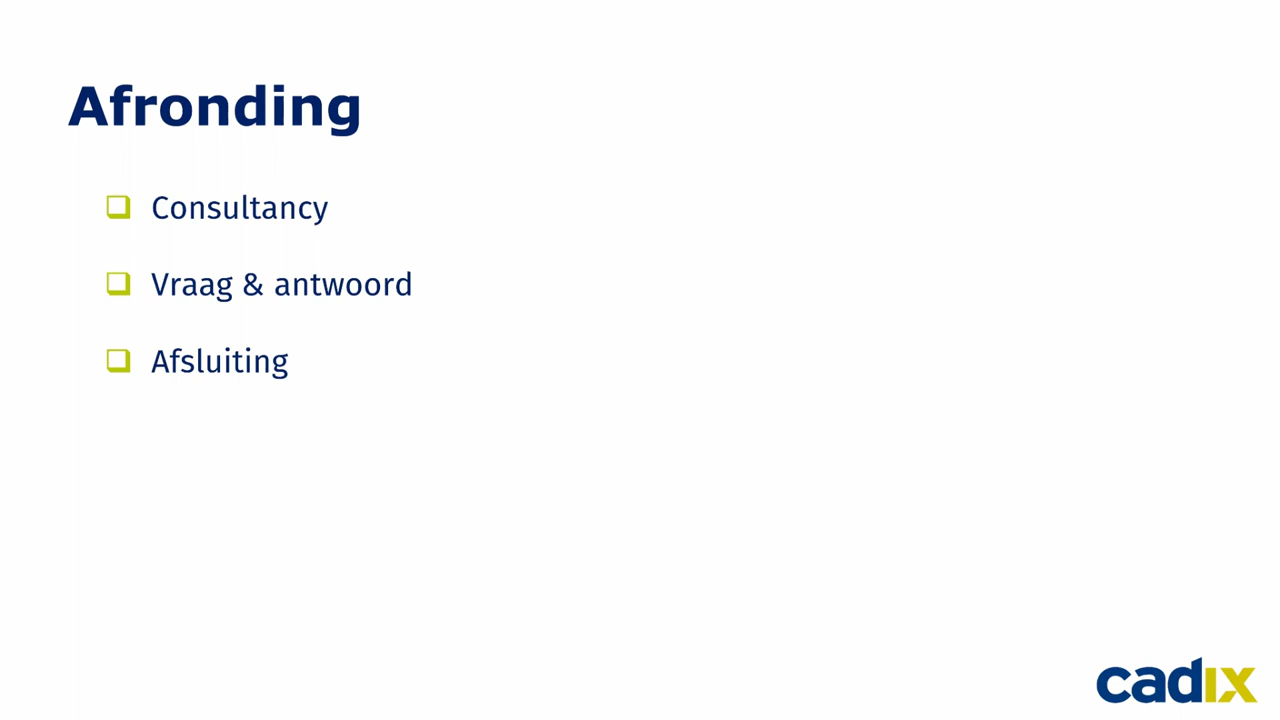 Afronding
Consultancy
Vraag & antwoord
Afsluiting
cadix